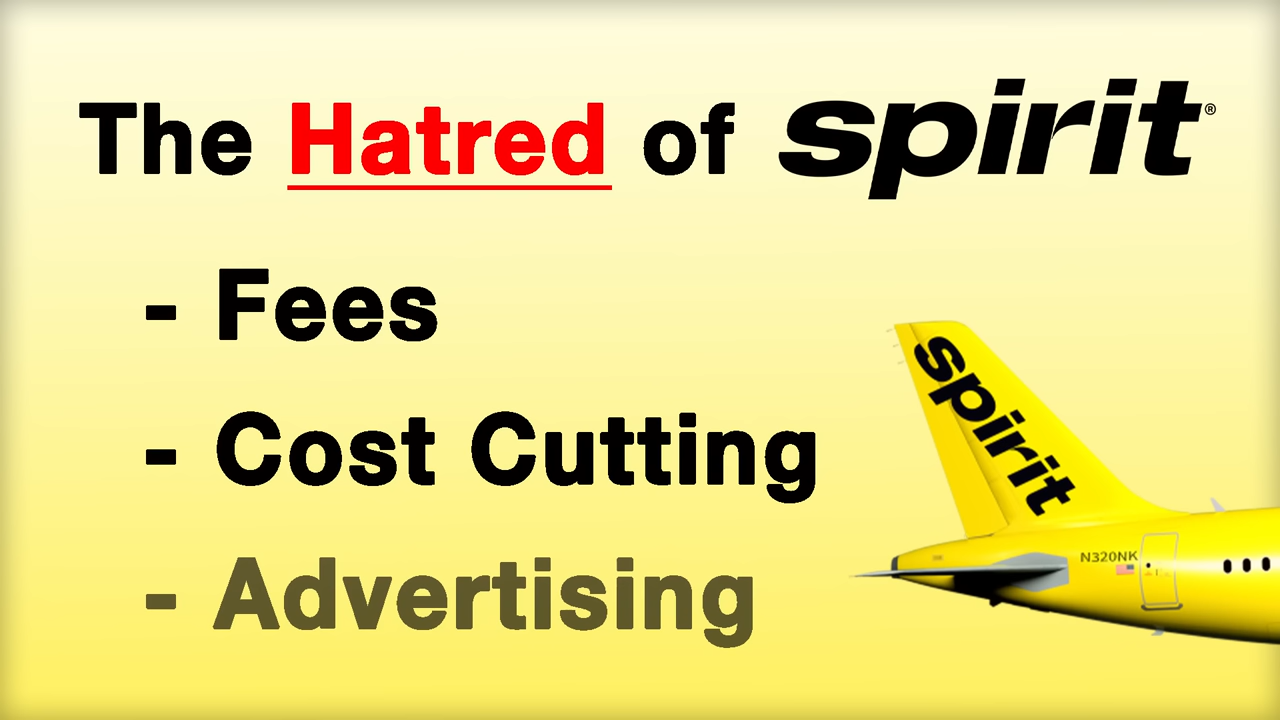 The Hatred of spirit®
- Fees
- Cost Cutting
- Advertising
spirit
N320NK